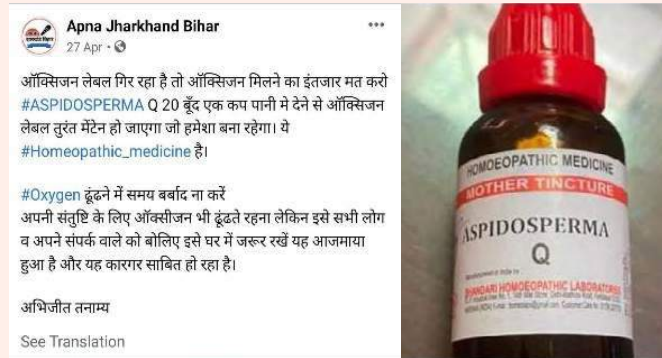 Apna Jharkhand Bihar
27 Apr ·
ऑक्सिजन लेबल गिर रहा है तो ऑक्सिजन मिलने का इंतजार मत करो
#ASPIDOSPERMA Q 20 बूँद एक कप पानी मे देने से ऑक्सिजन
लेबल तुरंत मेंटेन हो जाएगा जो हमेशा बना रहेगा। ये
#Homeopathic_medicine है।
#Oxygen ढूंढने में समय बर्बाद ना करें
अपनी संतुष्टि के लिए ऑक्सीजन भी ढूंढते रहना लेकिन इसे सभी लोग
व अपने संपर्क वाले को बोलिए इसे घर में जरूर रखें यह आजमाया
हुआ है और यह कारगर साबित हो रहा है।
अभिजीत तनाम्य
See Translation
HOMOEOPATHIC MEDICINE
MOTHER TINCTURE
ASPIDOSPERMA
Q
BHANDARI HOMOEOPATHIC LABORATORIES